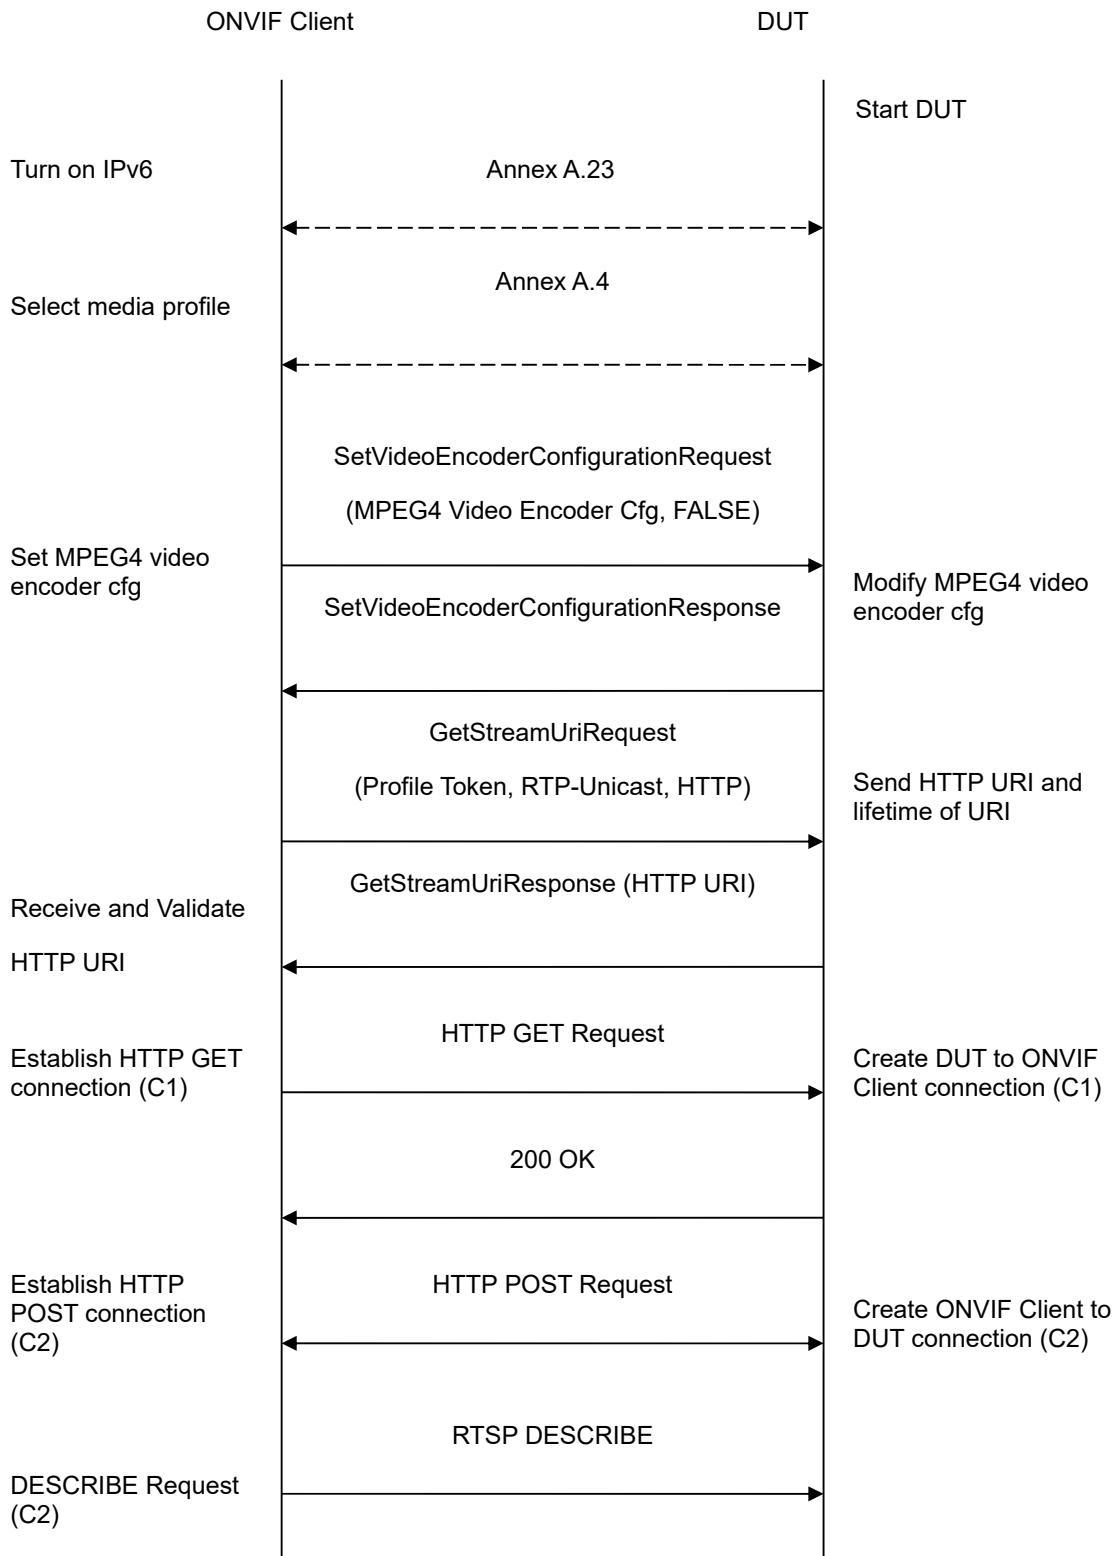 ONVIF Client
DUT
Start DUT
Turn on IPv6
Annex A.23
Annex A.4
Select media profile
SetVideoEncoderConfigurationRequest
(MPEG4 Video Encoder Cfg, FALSE)
Set MPEG4 video
encoder cfg
Modify MPEG4 video
encoder cfg
SetVideoEncoderConfigurationResponse
GetStreamUriRequest
(Profile Token, RTP-Unicast, HTTP)
Send HTTP URI and
lifetime of URI
GetStreamUriResponse (HTTP URI)
Receive and Validate
HTTP URI
HTTP GET Request
Establish HTTP GET
connection (C1)
Create DUT to ONVIF
Client connection (C1)
200 OK
HTTP POST Request
Establish HTTP
POST connection
(C2)
Create ONVIF Client to
DUT connection (C2)
RTSP DESCRIBE
DESCRIBE Request
(C2)